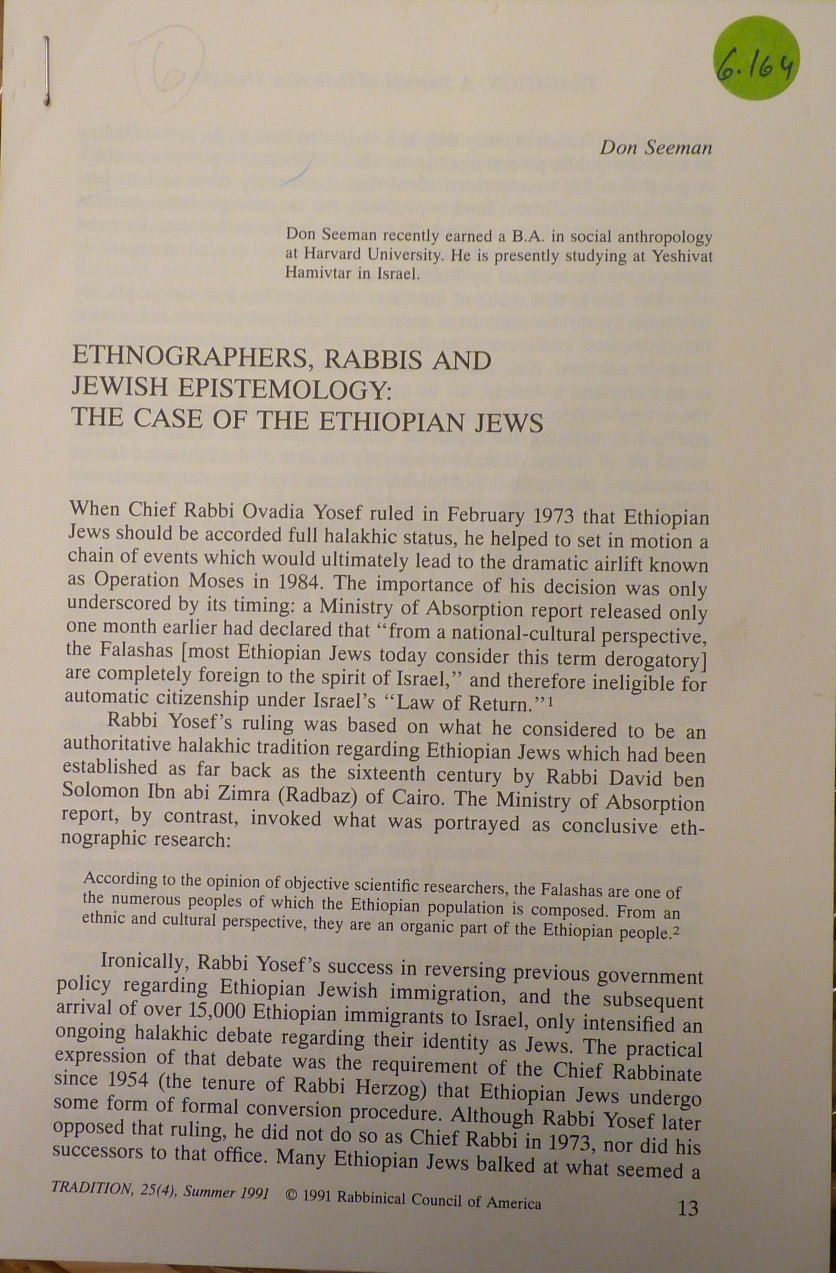 6
6.164
Don Seeman
Don Seeman recently earned a B.A. in social anthropology
at Harvard University. He is presently studying at Yeshivat
Hamivtar in Israel.
ETHNOGRAPHERS, RABBIS AND
JEWISH EPISTEMOLOGY:
THE CASE OF THE ETHIOPIAN JEWS
When Chief Rabbi Ovadia Yosef ruled in February 1973 that Ethiopian
Jews should be accorded full halakhic status, he helped to set in motion a
chain of events which would ultimately lead to the dramatic airlift known
as Operation Moses in 1984. The importance of his decision was only
underscored by its timing: a Ministry of Absorption report released only
one month earlier had declared that “from a national-cultural perspective,
the Falashas [most Ethiopian Jews today consider this term derogatory]
are completely foreign to the spirit of Israel,” and therefore ineligible for
automatic citizenship under Israel’s “Law of Return.”1
Rabbi Yosef’s ruling was based on what he considered to be an
authoritative halakhic tradition regarding Ethiopian Jews which had been
established as far back as the sixteenth century by Rabbi David ben
Solomon Ibn abi Zimra (Radbaz) of Cairo. The Ministry of Absorption
report, by contrast, invoked what was portrayed as conclusive eth-
nographic research:
According to the opinion of objective scientific researchers, the Falashas are one of
the numerous peoples of which the Ethiopian population is composed. From an
ethnic and cultural perspective, they are an organic part of the Ethiopian people.2
Ironically, Rabbi Yosef’s success in reversing previous government
policy regarding Ethiopian Jewish immigration, and the subsequent
arrival of over 15,000 Ethiopian immigrants to Israel, only intensified an
ongoing halakhic debate regarding their identity as Jews. The practical
expression of that debate was the requirement of the Chief Rabbinate
since 1954 (the tenure of Rabbi Herzog) that Ethiopian Jews undergo
some form of formal conversion procedure. Although Rabbi Yosef later
opposed that ruling, he did not do so as Chief Rabbi in 1973, nor did his
successors to that office. Many Ethiopian Jews balked at what seemed a
TRADITION, 25(4), Summer 1991 © 1991 Rabbinical Council of America
13